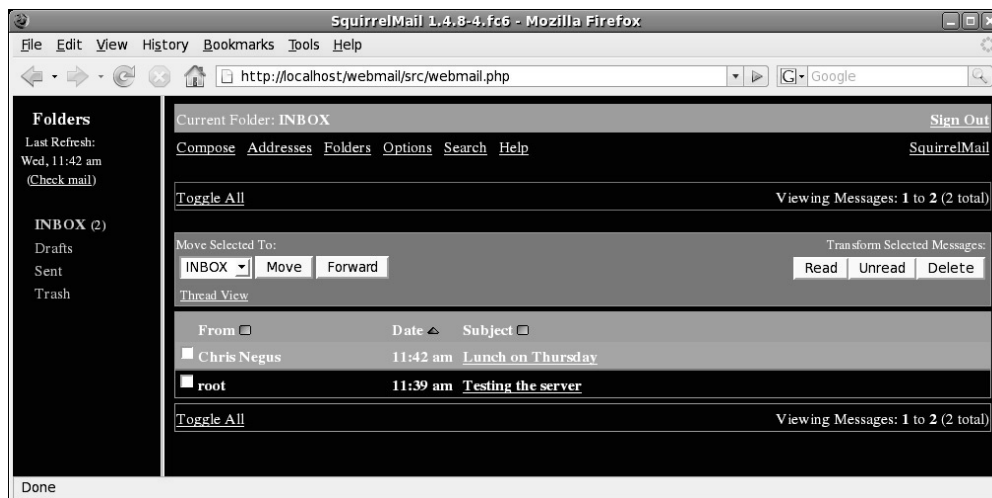 SquirrelMail 1.4.8-4.fc6 - Mozilla Firefox
File Edit View History Bookmarks Tools Help
http://localhost/webmail/src/webmail.php
G Google
Folders
Last Refresh:
Wed, 11:42 am
(Check mail)
INBOX (2)
Drafts
Sent
Trash
Current Folder: INBOX Sign Out
Compose Addresses Folders Options Search Help SquirrelMail
Toggle All Viewing Messages: 1 to 2 (2 total)
Move Selected To: Transform Selected Messages:
INBOX Move Forward Read Unread Delete
Thread View
From Date Subject
Chris Negus 11:42 am Lunch on Thursday
root 11:39 am Testing the server
Toggle All Viewing Messages: 1 to 2 (2 total)
Done